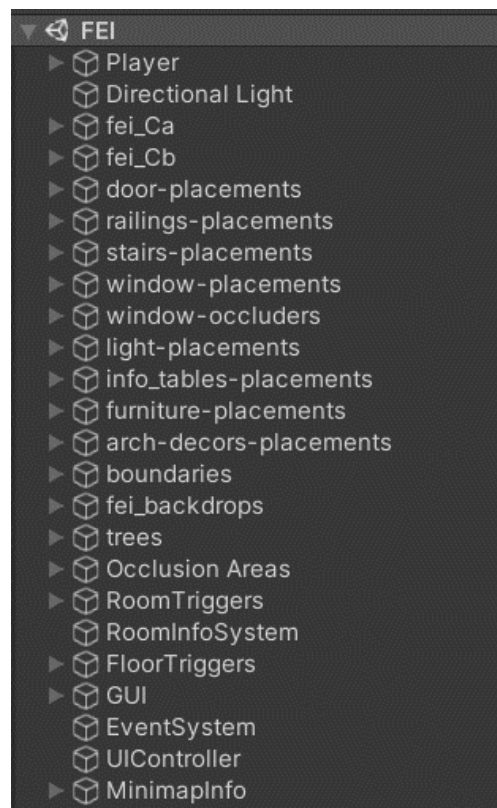 FEI
Player
Directional Light
fei_Ca
fei_Cb
door-placements
railings-placements
stairs-placements
window-placements
window-occluders
light-placements
info_tables-placements
furniture-placements
arch-decors-placements
boundaries
fei_backdrops
trees
Occlusion Areas
RoomTriggers
RoomInfoSystem
FloorTriggers
GUI
EventSystem
UIController
MinimapInfo